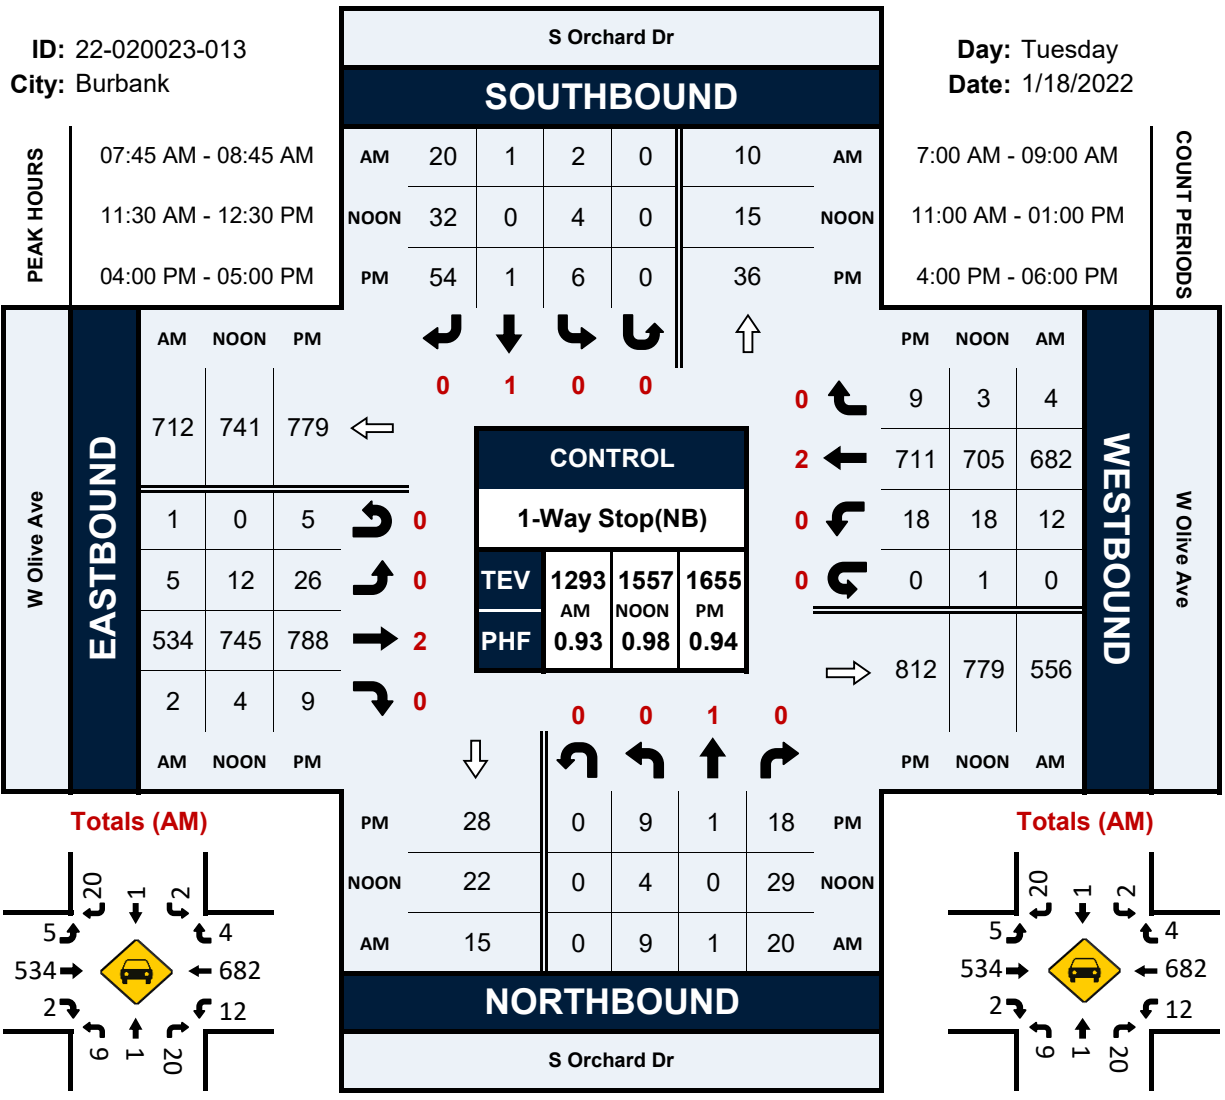 S Orchard Dr
ID: 22-020023-013
Day: Tuesday
City: Burbank
Date: 1/18/2022
SOUTHBOUND
PEAK HOURS
07:45 AM - 08:45 AM
AM 20 1 2 0 10 AM
7:00 AM - 09:00 AM
COUNT PERIODS
11:30 AM - 12:30 PM
NOON 32 0 4 0 15 NOON
11:00 AM - 01:00 PM
04:00 PM - 05:00 PM
PM 54 1 6 0 36 PM
4:00 PM - 06:00 PM
W Olive Ave
EASTBOUND
AM NOON PM
0 1 0 0
712 741 779
1 0 5 0
5 12 26 0
534 745 788 2
2 4 9 0
AM NOON PM
CONTROL
1-Way Stop(NB)
TEV 1293 1557 1655
AM NOON PM
PHF 0.93 0.98 0.94
PM NOON AM
0 9 3 4
2 711 705 682
0 18 18 12
0 0 1 0
812 779 556
PM NOON AM
WESTBOUND
W Olive Ave
0 0 1 0
PM 28 0 9 1 18 PM
NOON 22 0 4 0 29 NOON
AM 15 0 9 1 20 AM
NORTHBOUND
S Orchard Dr
Totals (AM)
20 1 2
5 4
534 682
2 12
9 1 20
Totals (AM)
20 1 2
5 4
534 682
2 12
9 1 20